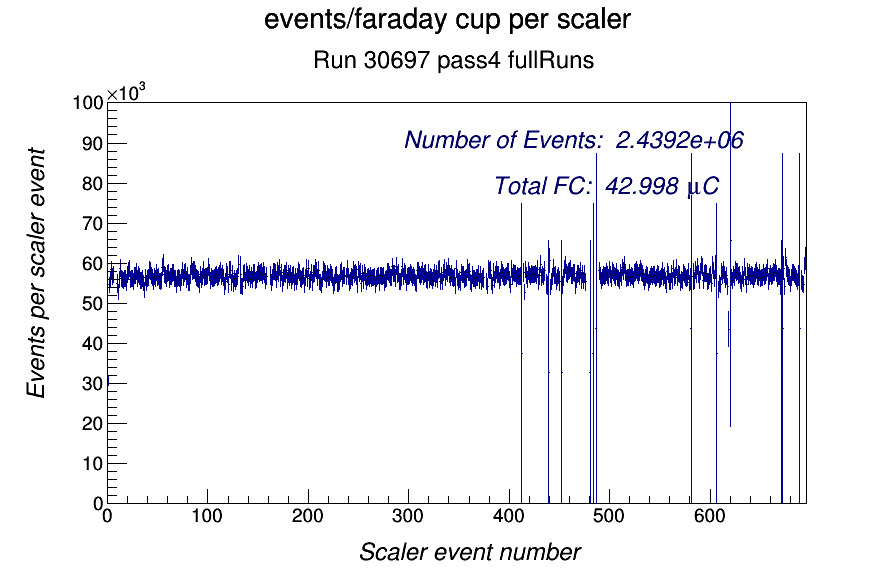 events/faraday cup per scaler
Run 30697 pass4 fullRuns
×10³
100
90
80
70
60
50
40
30
20
10
0
Number of Events: 2.4392e+06
Total FC: 42.998 μC
Events per scaler event
0 100 200 300 400 500 600
Scaler event number